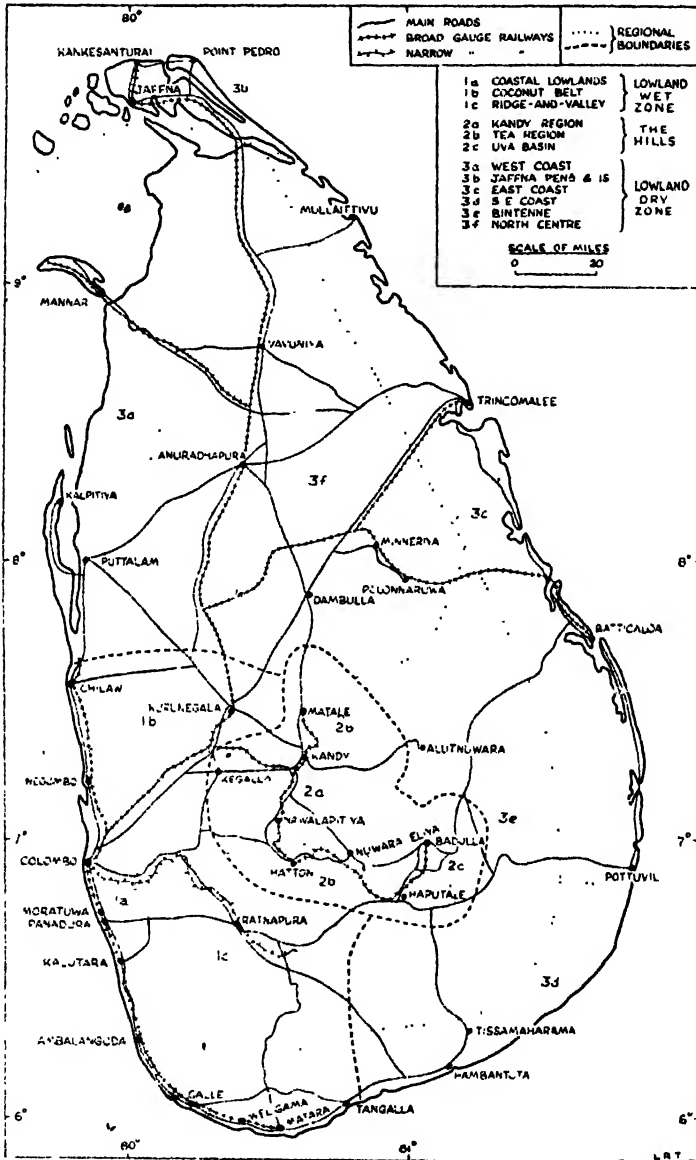 80
MAIN ROADS
BROAD GAUGE RAILWAYS
NARROW " "
REGIONAL
BOUNDARIES
1a COASTAL LOWLANDS
1b COCONUT BELT
1c RIDGE-AND-VALLEY
LOWLAND
WET
ZONE
2a KANDY REGION
2b TEA REGION
2c UVA BASIN
THE
HILLS
3a WEST COAST
3b JAFFNA PENS & IS
3c EAST COAST
3d S E COAST
3e BINTENNE
3f NORTH CENTRE
LOWLAND
DRY
ZONE
SCALE OF MILES
0 20
KANKESANTURAI
POINT PEDRO
JAFFNA
3b
MULLAITTIVU
9°
MANNAR
VAVUNIYA
3a
TRINCOMALEE
ANURADHAPURA
3f
KALPITIYA
3c
MINNERIYA
8°
PUTTALAM
8°
POLONNARUWA
DAMBULLA
BATTICALOA
CHILAW
KURUNEGALA
1b
MATALE
2b
KANDY
ALUTNUWARA
NEGOMBO
KEGALLA
2a
3e
NAWALAPITIYA
7°
NUWARA ELIYA
BADULLA
7°
COLOMBO
HATTON
2b
2c
POTTUVIL
1a
HAPUTALE
MORATUWA
PANADURA
RATNAPURA
1c
KALUTARA
3d
TISSAMAHARAMA
AMBALANGODA
HAMBANTOTA
GALLE
WELIGAMA
MATARA
TANGALLA
6°
6°
80
81
L.B.T.